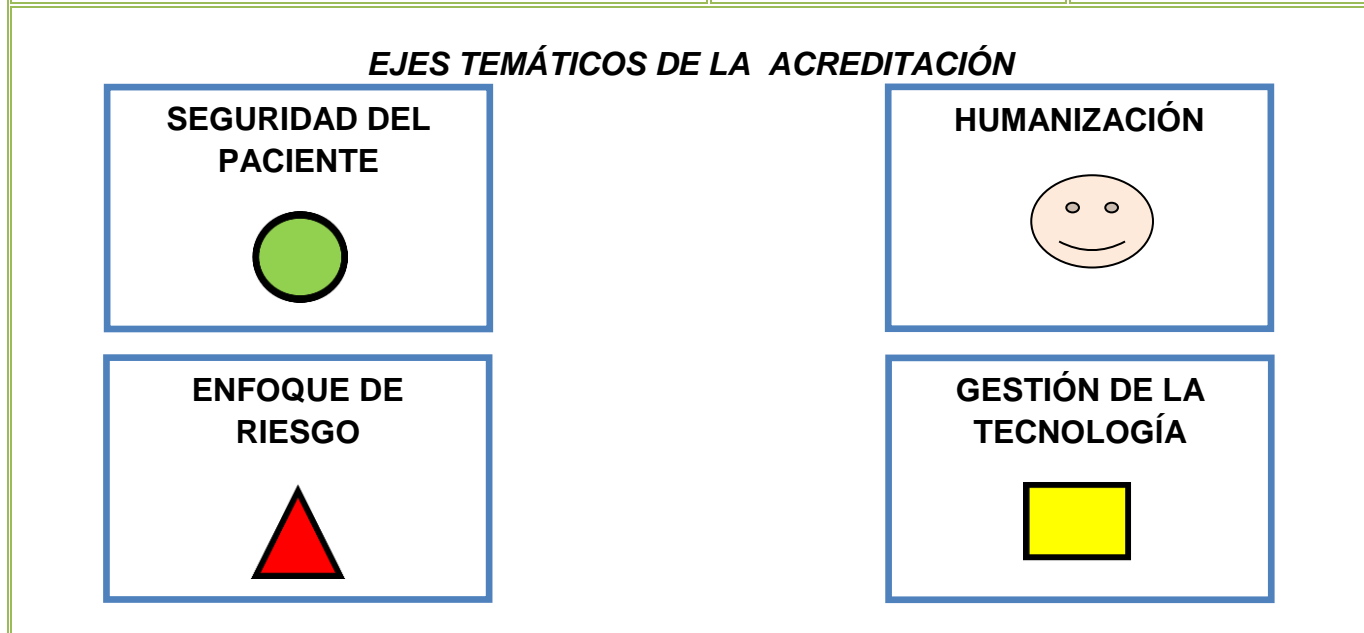 EJES TEMÁTICOS DE LA ACREDITACIÓN
SEGURIDAD DEL
PACIENTE
HUMANIZACIÓN
ENFOQUE DE
RIESGO
GESTIÓN DE LA
TECNOLOGÍA